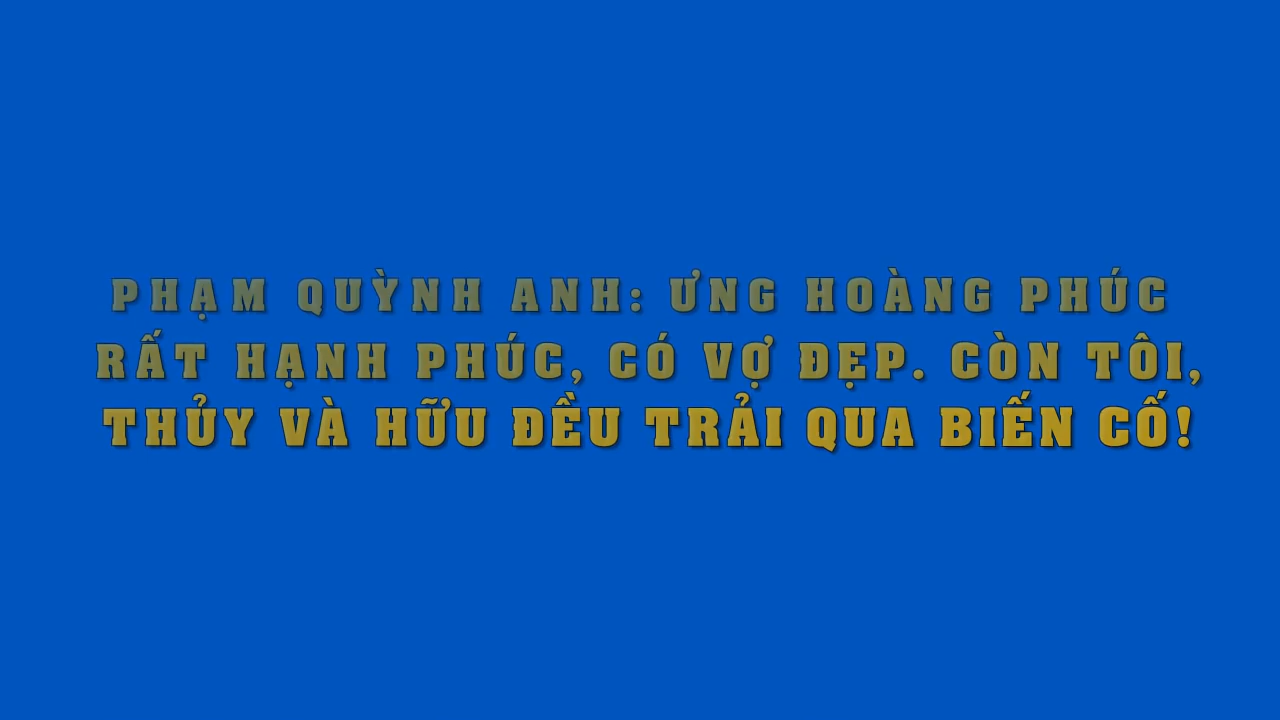 PHẠM QUỲNH ANH: ƯNG HOÀNG PHÚC
RẤT HẠNH PHÚC, CÓ VỢ ĐẸP. CÒN TÔI,
THỦY VÀ HỮU ĐỀU TRẢI QUA BIẾN CỐ!